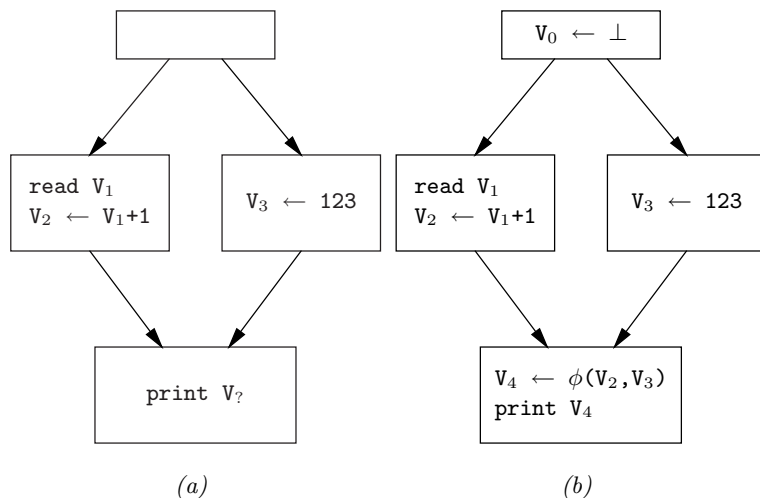 V₀ ← ⊥
read V₁
V₂ ← V₁+1
V₃ ← 123
read V₁
V₂ ← V₁+1
V₃ ← 123
print V?
V₄ ← ϕ(V₂,V₃)
print V₄
(a)
(b)